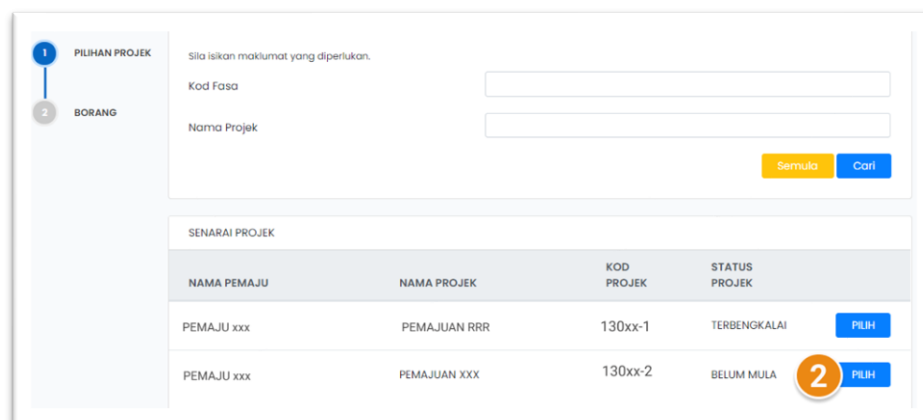 1 PILIHAN PROJEK
2 BORANG
Sila isikan maklumat yang diperlukan.
Kod Fasa
Nama Projek
Semula Cari
SENARAI PROJEK
NAMA PEMAJU NAMA PROJEK KOD PROJEK STATUS PROJEK
PEMAJU xxx PEMAJUAN RRR 130xx-1 TERBENGKALAI PILIH
PEMAJU xxx PEMAJUAN XXX 130xx-2 BELUM MULA 2 PILIH